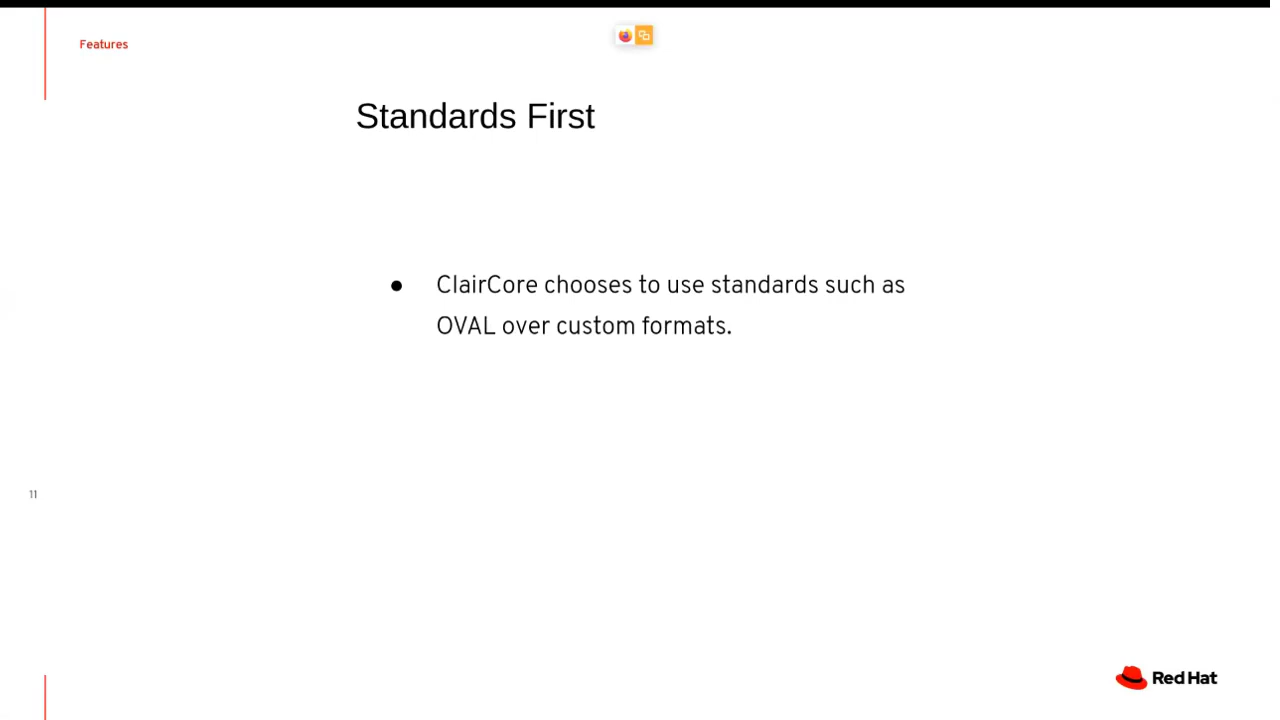 Features
Standards First
● ClairCore chooses to use standards such as
OVAL over custom formats.
11
Red Hat